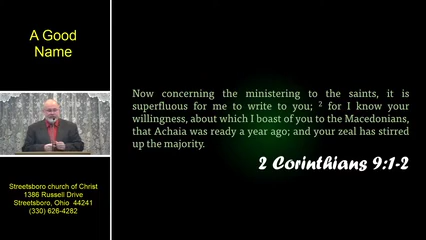 A Good
Name
Now concerning the ministering to the saints, it is
superfluous for me to write to you; 2 for I know your
willingness, about which I boast of you to the Macedonians,
that Achaia was ready a year ago; and your zeal has stirred
up the majority.
2 Corinthians 9:1-2
Streetsboro church of Christ
1386 Russell Drive
Streetsboro, Ohio 44241
(330) 626-4282